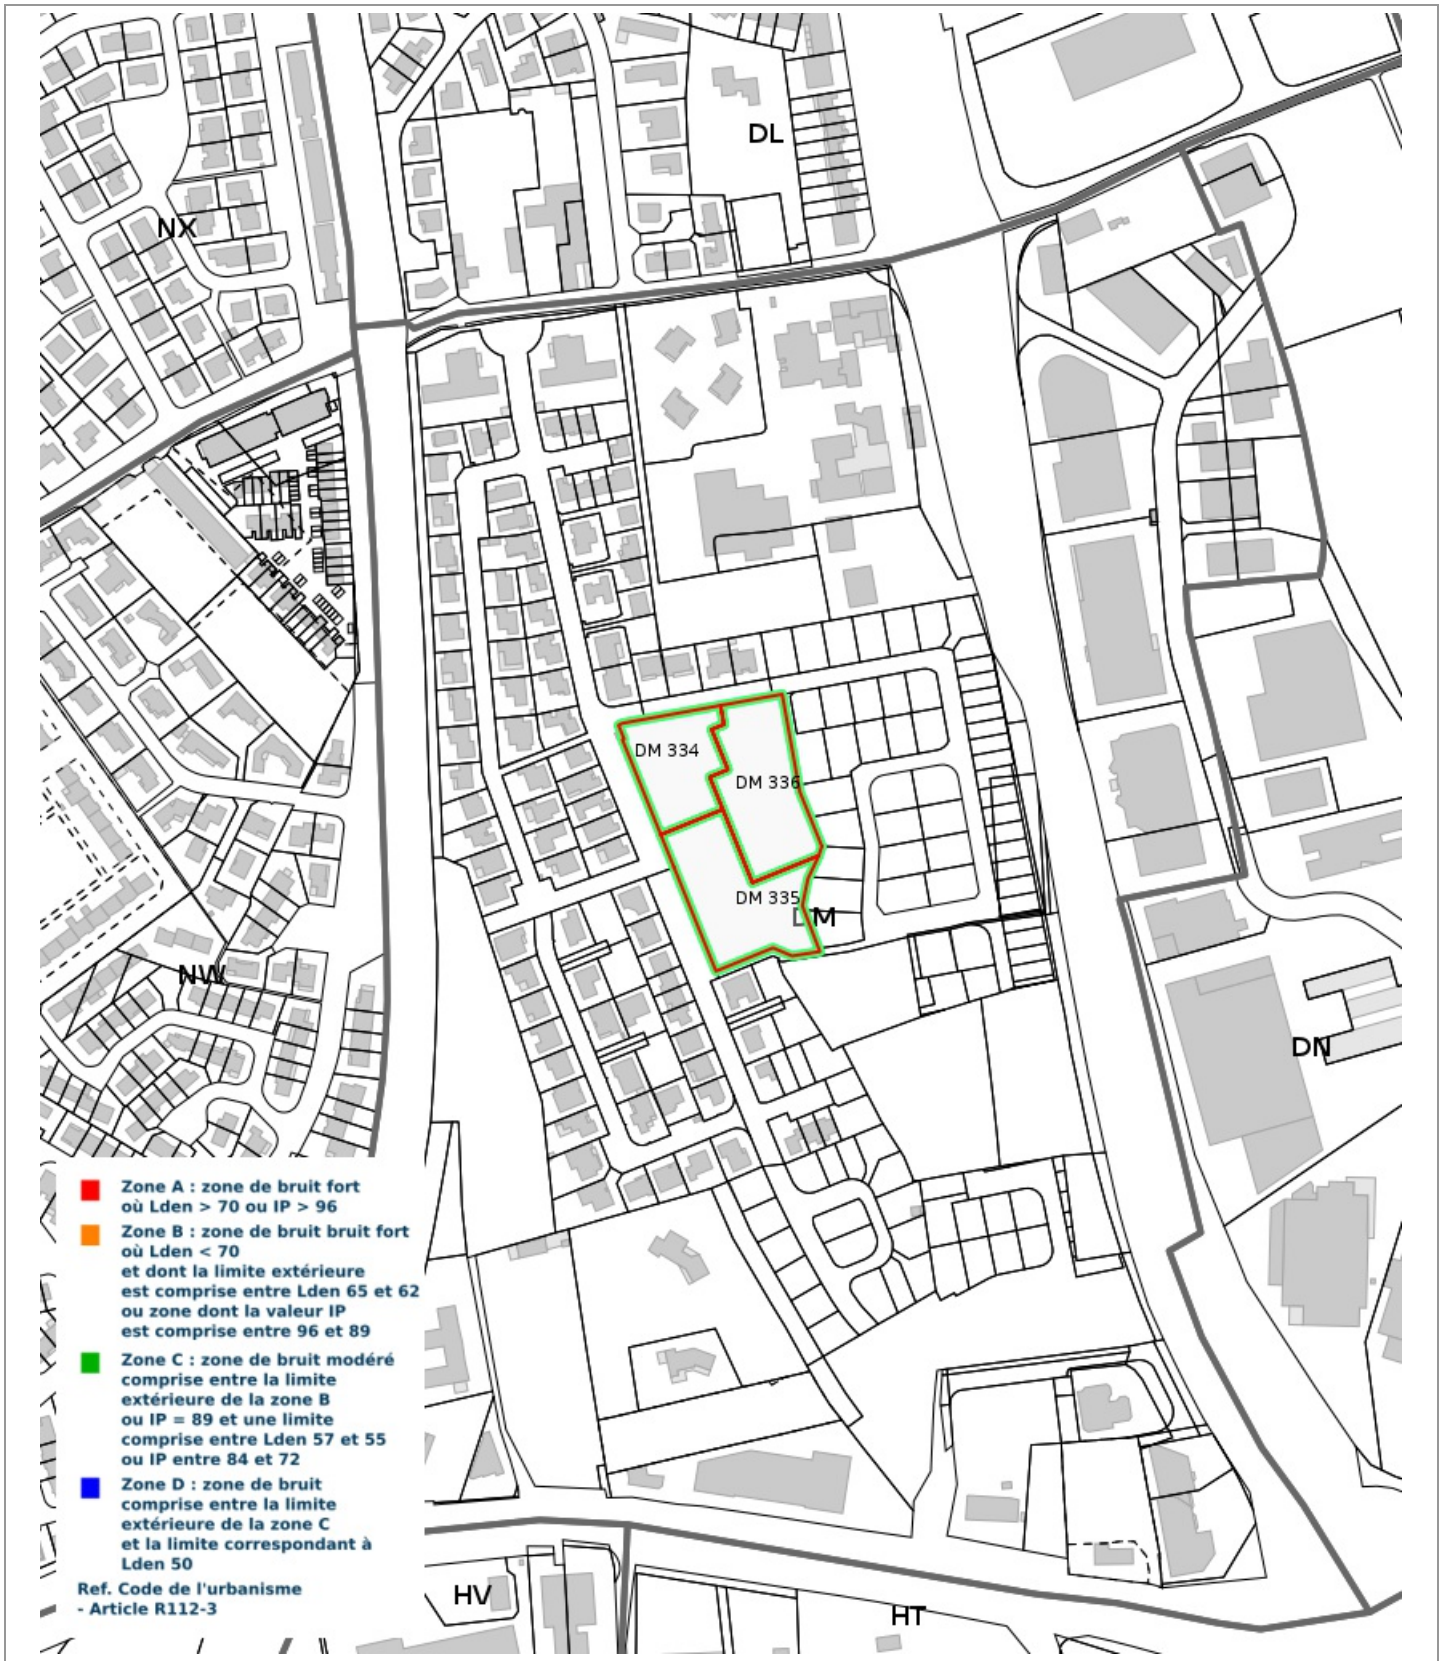 DL
NX
DM 334
DM 336
DM 335
DM
NW
DN
Zone A : zone de bruit fort
où Lden > 70 ou IP > 96
Zone B : zone de bruit bruit fort
où Lden < 70
et dont la limite extérieure
est comprise entre Lden 65 et 62
ou zone dont la valeur IP
est comprise entre 96 et 89
Zone C : zone de bruit modéré
comprise entre la limite
extérieure de la zone B
ou IP = 89 et une limite
comprise entre Lden 57 et 55
ou IP entre 84 et 72
Zone D : zone de bruit
comprise entre la limite
extérieure de la zone C
et la limite correspondant à
Lden 50
Ref. Code de l'urbanisme
- Article R112-3
HV
HT